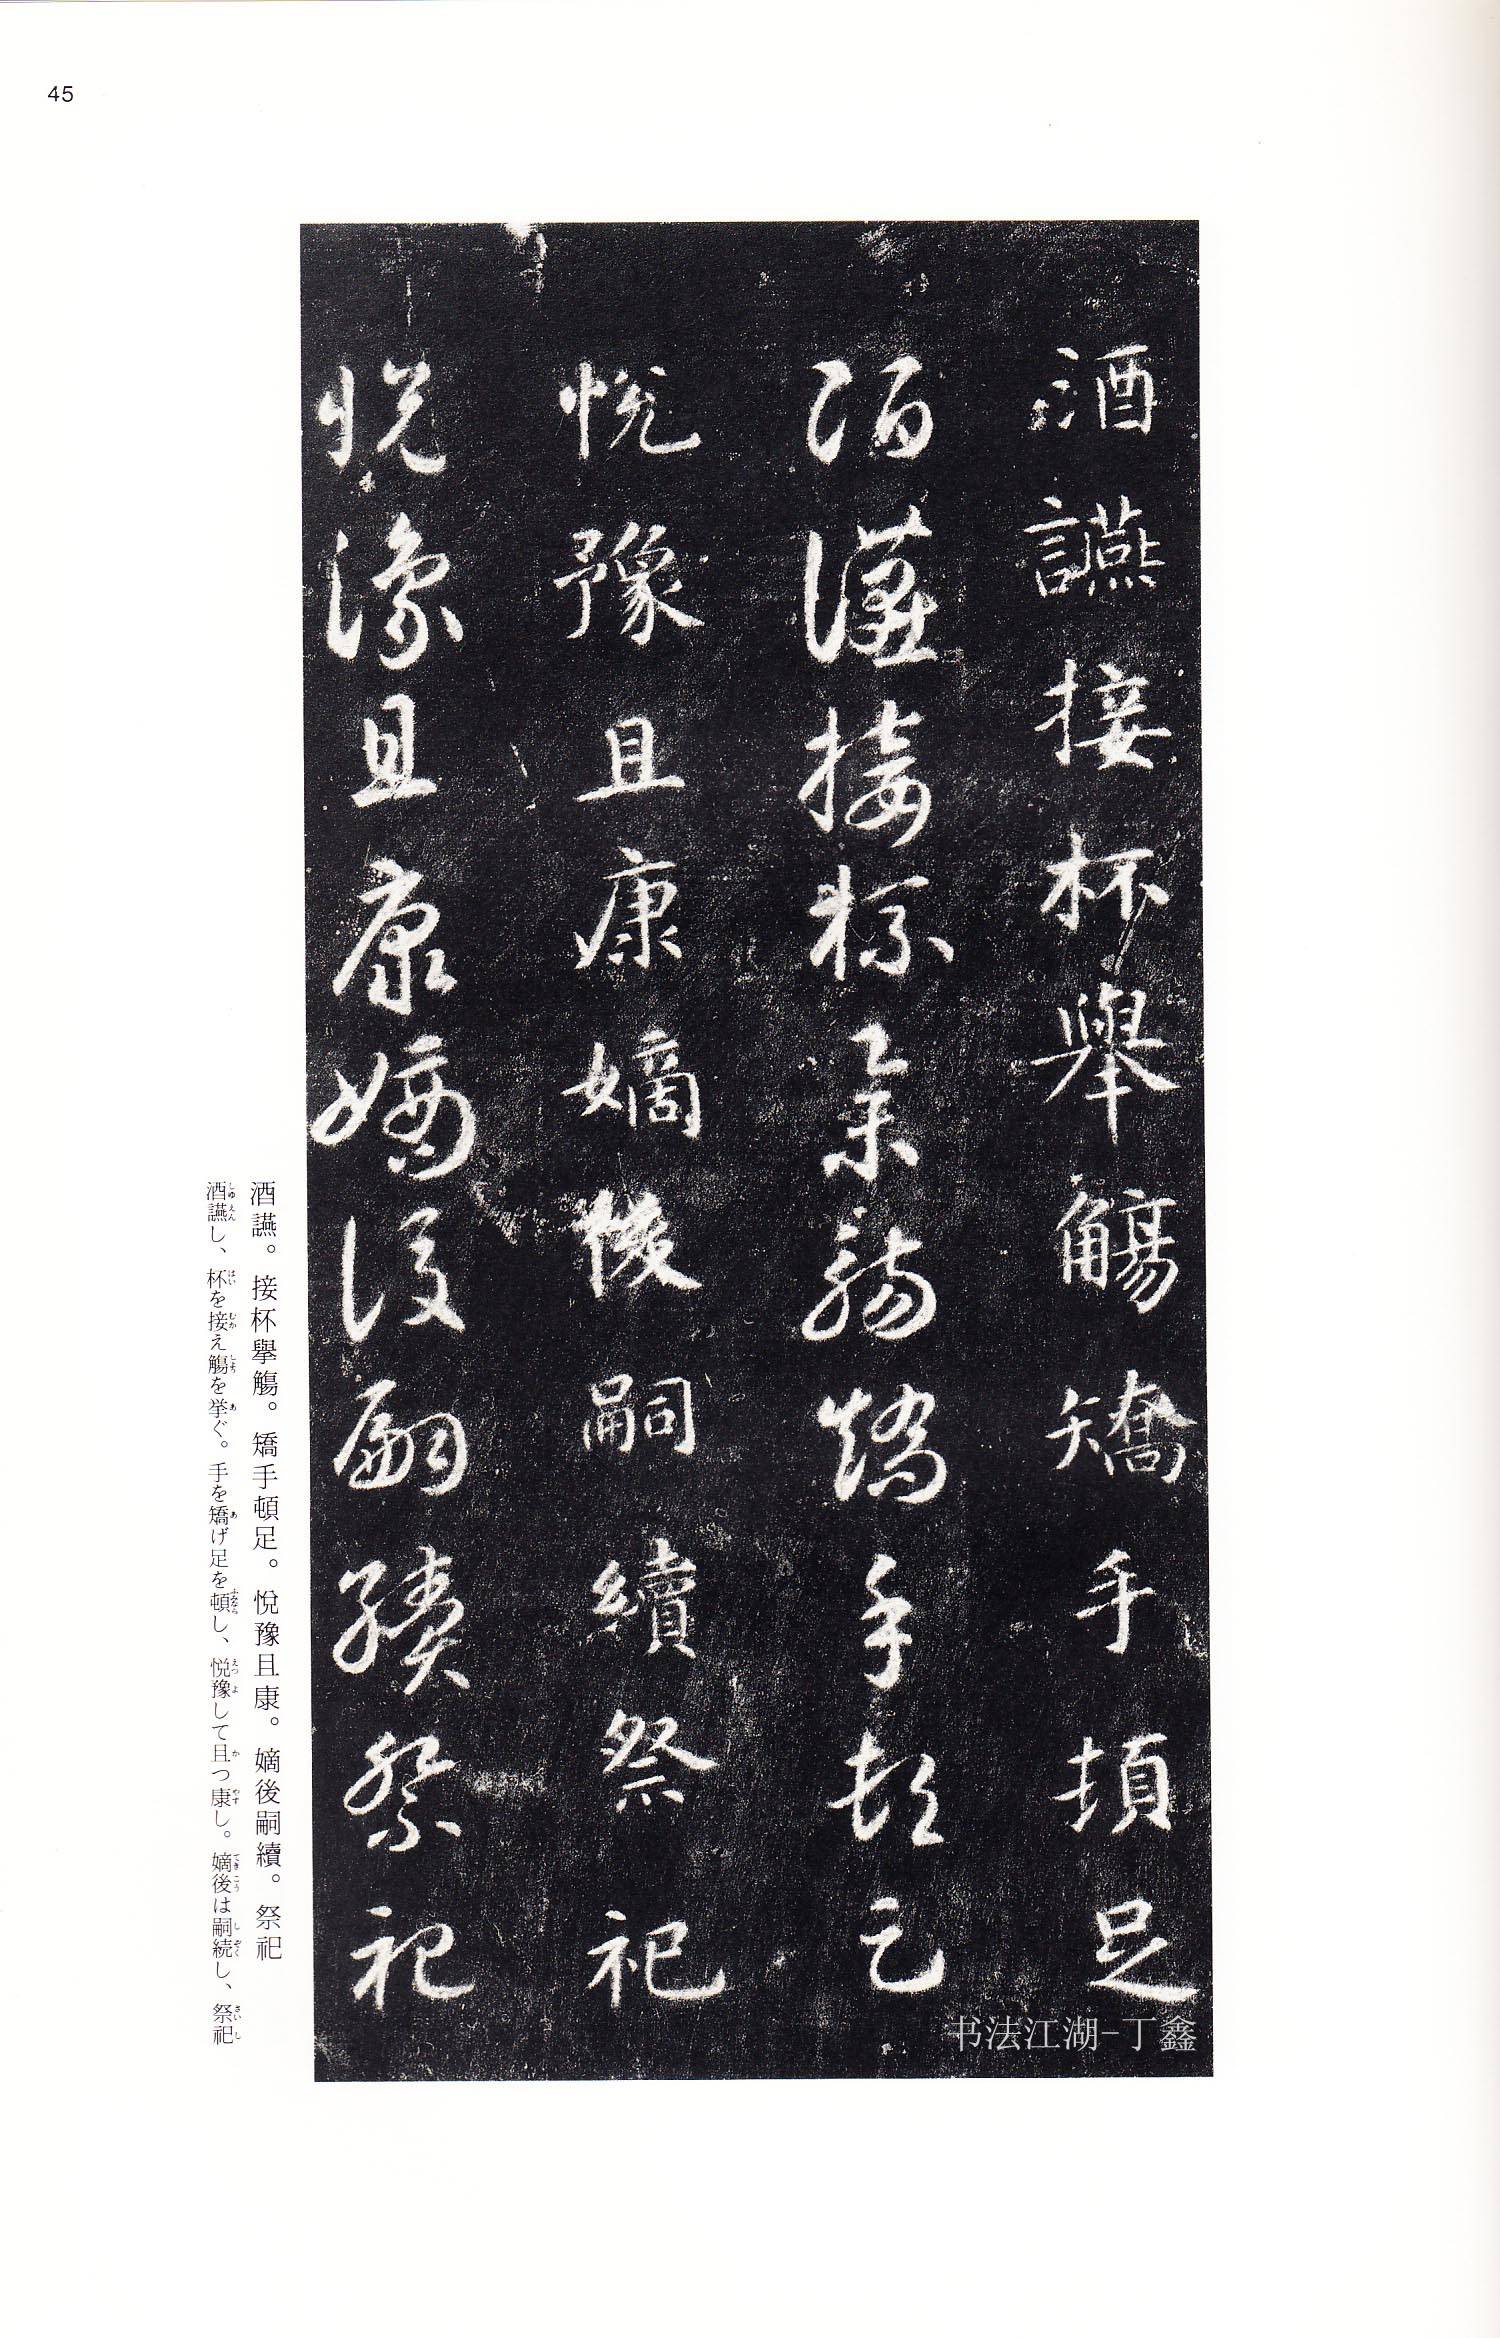 45
酒讌接杯擧觴矯手頓足
酒讌接杯擧觴矯手頓足
悅豫且康嫡後嗣續祭祀
悅豫且康嫡後嗣續祭祀
酒讌。接杯擧觴。矯手頓足。悅豫且康。嫡後嗣續。祭祀
酒讌し、杯を接え觴を挙ぐ。手を矯げ足を頓し、悦豫して且つ康し。嫡後は嗣続し、祭祀
书法江湖-丁鑫